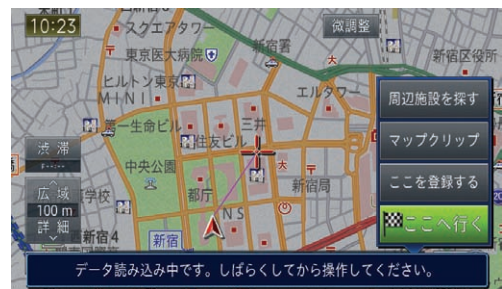 10:23
スクエアタワー
微調整
東京医大病院
新宿署
新宿区役所
ヒルトン東京
MINI
エルタワー
周辺施設を探す
第一生命ビル
三井
住友ビル
マップクリップ
渋滞
中央公園
ここを登録する
広域
学校
都庁
新宿局
100m
NS
ここへ行く
詳細
新宿4
新宿
データ読み込み中です。しばらくしてから操作してください。